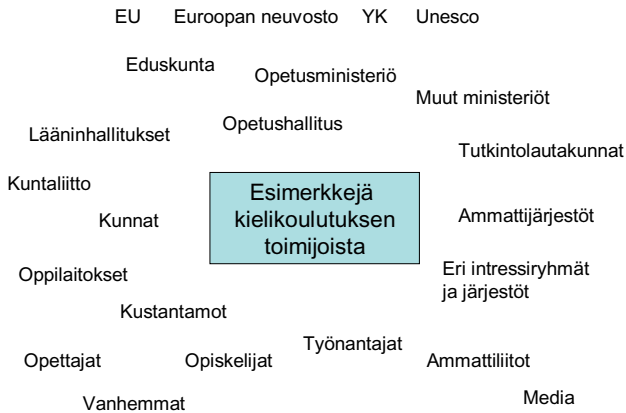 EU Euroopan neuvosto YK Unesco
Eduskunta
Opetusministeriö
Muut ministeriöt
Opetushallitus
Lääninhallitukset
Tutkintolautakunnat
Kuntaliitto
Esimerkkejä
kielikoulutuksen
toimijoista
Kunnat
Ammattijärjestöt
Oppilaitokset
Eri intressiryhmät
ja järjestöt
Kustantamot
Työnantajat
Opettajat
Opiskelijat
Ammattiliitot
Vanhemmat
Media